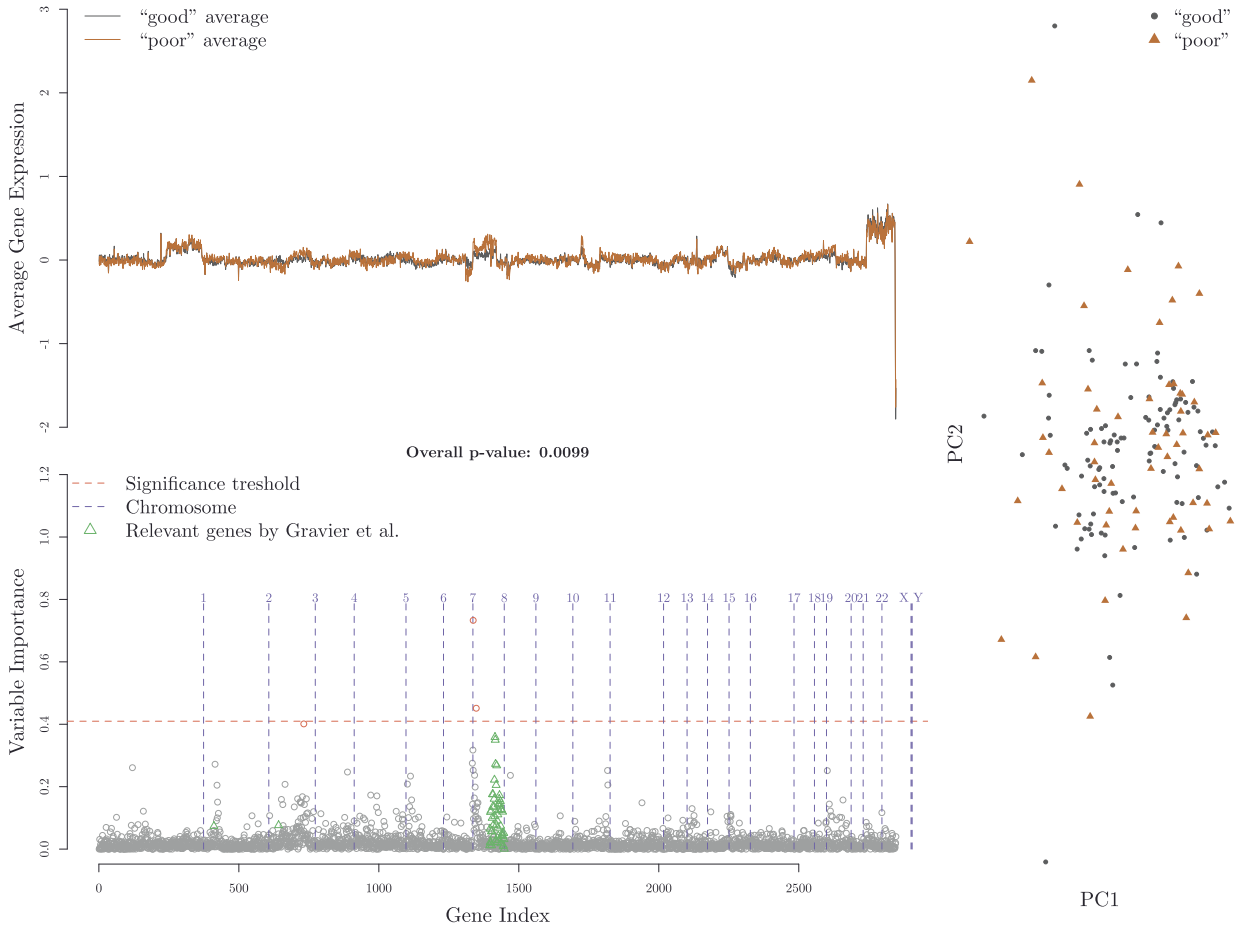 3
2
1
0
-1
-2
Average Gene Expression
“good” average
“poor” average
“good”
“poor”
PC2
PC1
Overall p-value: 0.0099
Significance treshold
Chromosome
Relevant genes by Gravier et al.
1.2
1.0
0.8
0.6
0.4
0.2
0.0
Variable Importance
1 2 3 4 5 6 7 8 9 10 11 12 13 14 15 16 17 18 19 20 21 22 X Y
0 500 1000 1500 2000 2500
Gene Index